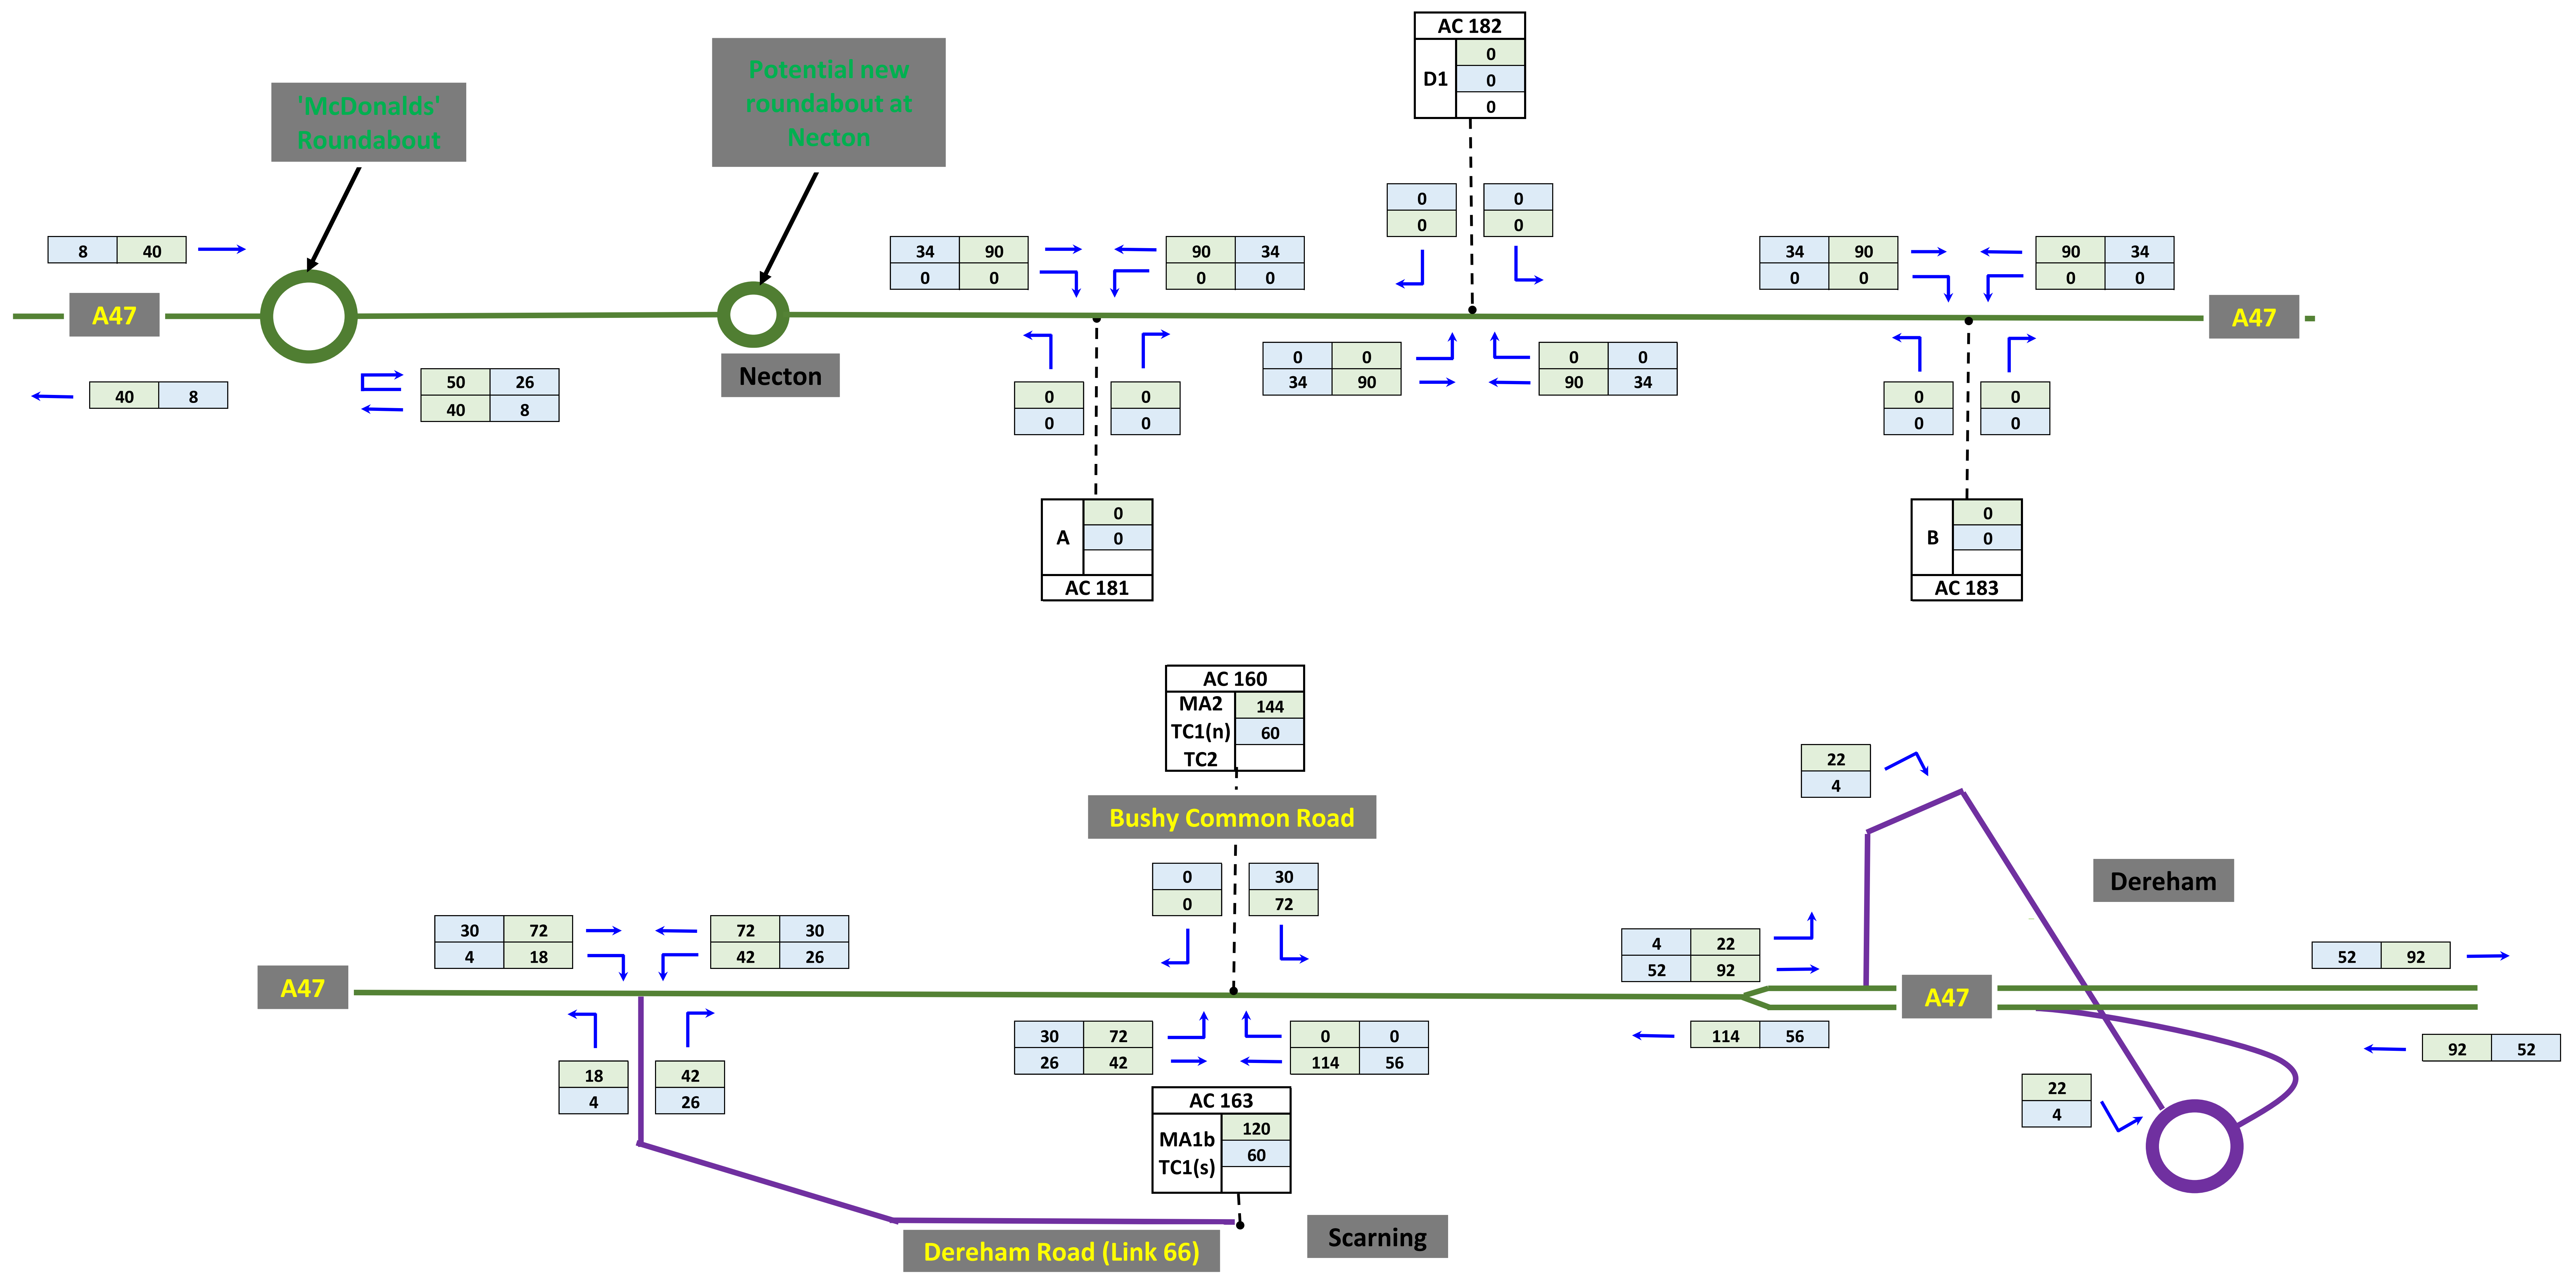 AC 182
D1
0
0
0
'McDonalds'
Roundabout
Potential new
roundabout at
Necton
0
0
0
0
8 40
34 90
0 0
90 34
0 0
34 90
0 0
90 34
0 0
A47
A47
Necton
40 8
50 26
40 8
0
0
0
0
0 0
34 90
0 0
90 34
0
0
0
0
A
0
0
AC 181
B
0
0
AC 183
AC 160
MA2
TC1(n)
TC2
144
60
Bushy Common Road
22
4
0
0
30
72
Dereham
30 72
4 18
72 30
42 26
4 22
52 92
52 92
A47
A47
18
4
42
26
30 72
26 42
0 0
114 56
114 56
92 52
22
4
AC 163
MA1b
TC1(s)
120
60
Dereham Road (Link 66)
Scarning